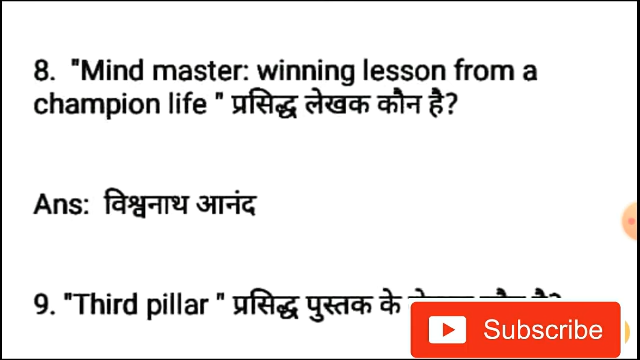 8. "Mind master: winning lesson from a
champion life " प्रसिद्ध लेखक कौन है?
Ans: विश्वनाथ आनंद
9. "Third pillar " प्रसिद्ध पुस्तक के
Subscribe